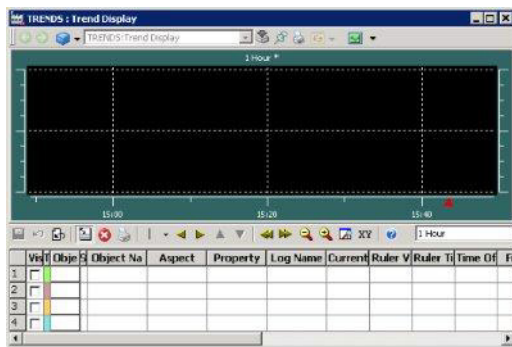 TRENDS : Trend Display
TRENDS:Trend Display
1 Hour *
15:00 15:20 15:40
XY 1 Hour
Vis T Obje S Object Na Aspect Property Log Name Current Ruler V Ruler Ti Time Of
1
2
3
4